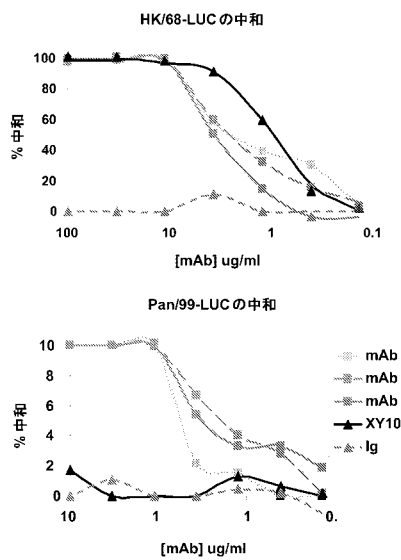 HK/68-LUCの中和
% 中和
100
80
60
40
20
0
100 10 1 0.1
[mAb] ug/ml
Pan/99-LUCの中和
% 中和
10
8
6
4
2
0
10 1 1 0.
[mAb] ug/ml
mAb
mAb
mAb
XY10
Ig